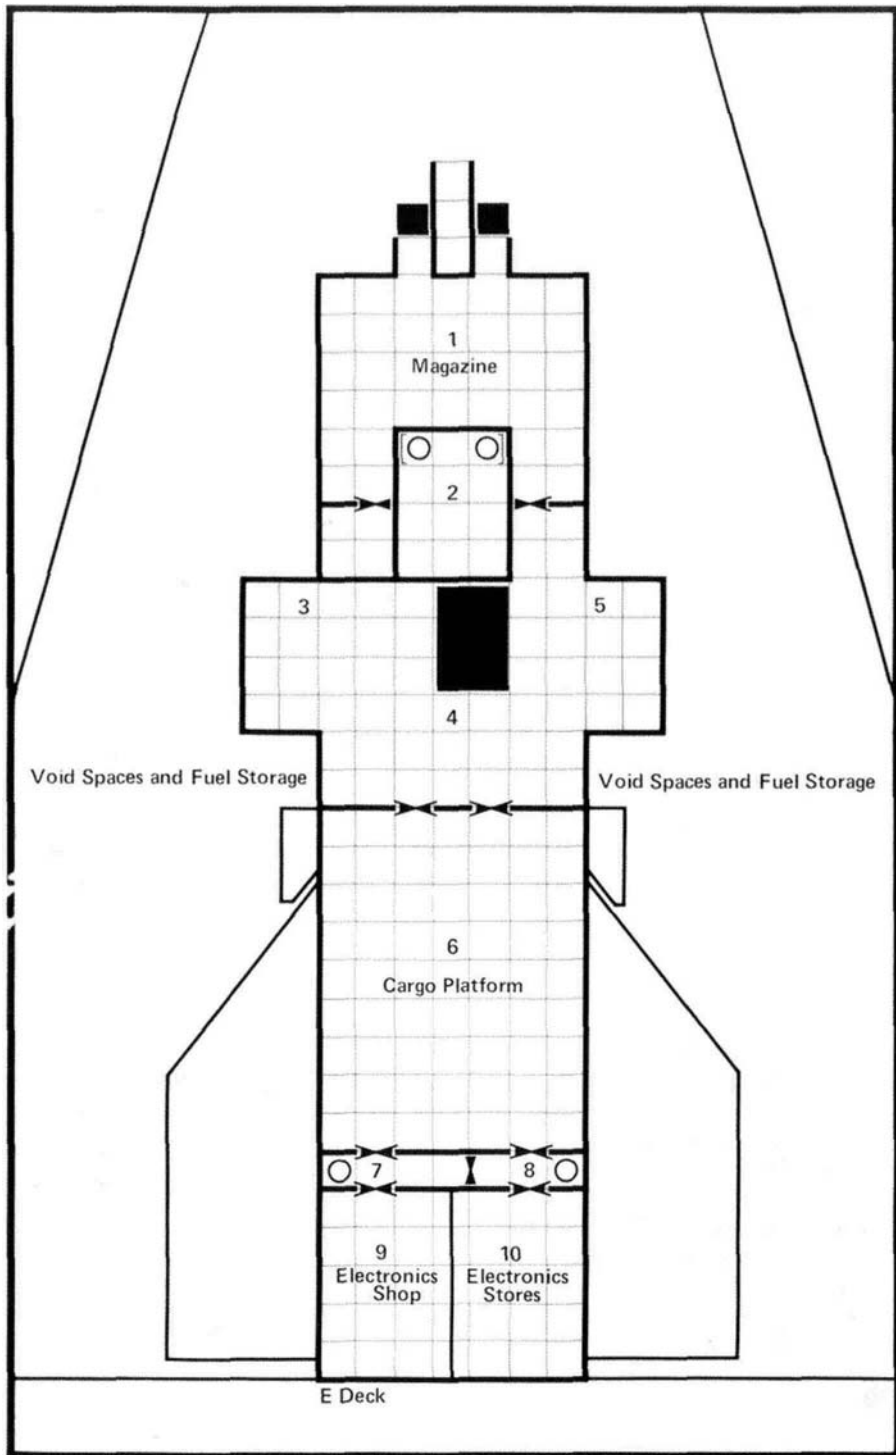 1
Magazine
2
3
5
4
Void Spaces and Fuel Storage
Void Spaces and Fuel Storage
6
Cargo Platform
7
8
9
Electronics
Shop
10
Electronics
Stores
E Deck